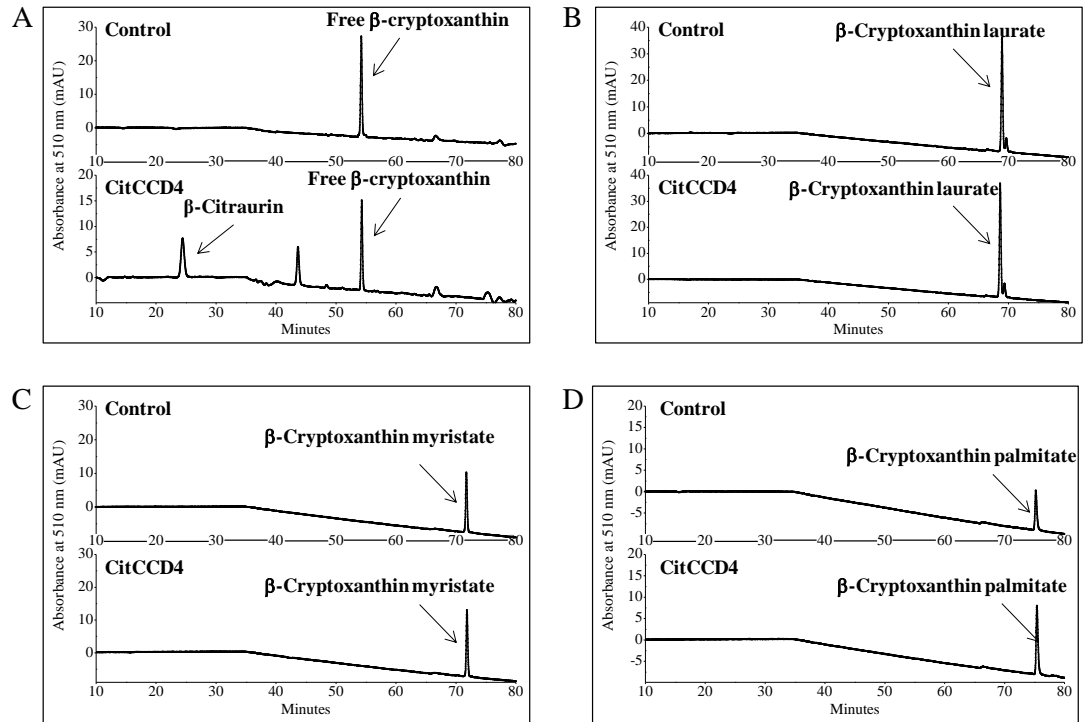 A
Absorbance at 510 nm (mAU)
Control
Free β-cryptoxanthin
30
20
10
0
10 20 30 40 50 60 70 80
CitCCD4
Free β-cryptoxanthin
β-Citraurin
20
15
10
5
0
10 20 30 40 50 60 70 80
Minutes
B
Absorbance at 510 nm (mAU)
Control
β-Cryptoxanthin laurate
40
30
20
10
0
10 20 30 40 50 60 70 80
CitCCD4
β-Cryptoxanthin laurate
40
30
20
10
0
10 20 30 40 50 60 70 80
Minutes
C
Absorbance at 510 nm (mAU)
Control
β-Cryptoxanthin myristate
30
20
10
0
10 20 30 40 50 60 70 80
CitCCD4
β-Cryptoxanthin myristate
30
20
10
0
10 20 30 40 50 60 70 80
Minutes
D
Absorbance at 510 nm (mAU)
Control
β-Cryptoxanthin palmitate
20
15
10
5
0
-5
10 20 30 40 50 60 70 80
CitCCD4
β-Cryptoxanthin palmitate
20
15
10
5
0
-5
10 20 30 40 50 60 70 80
Minutes